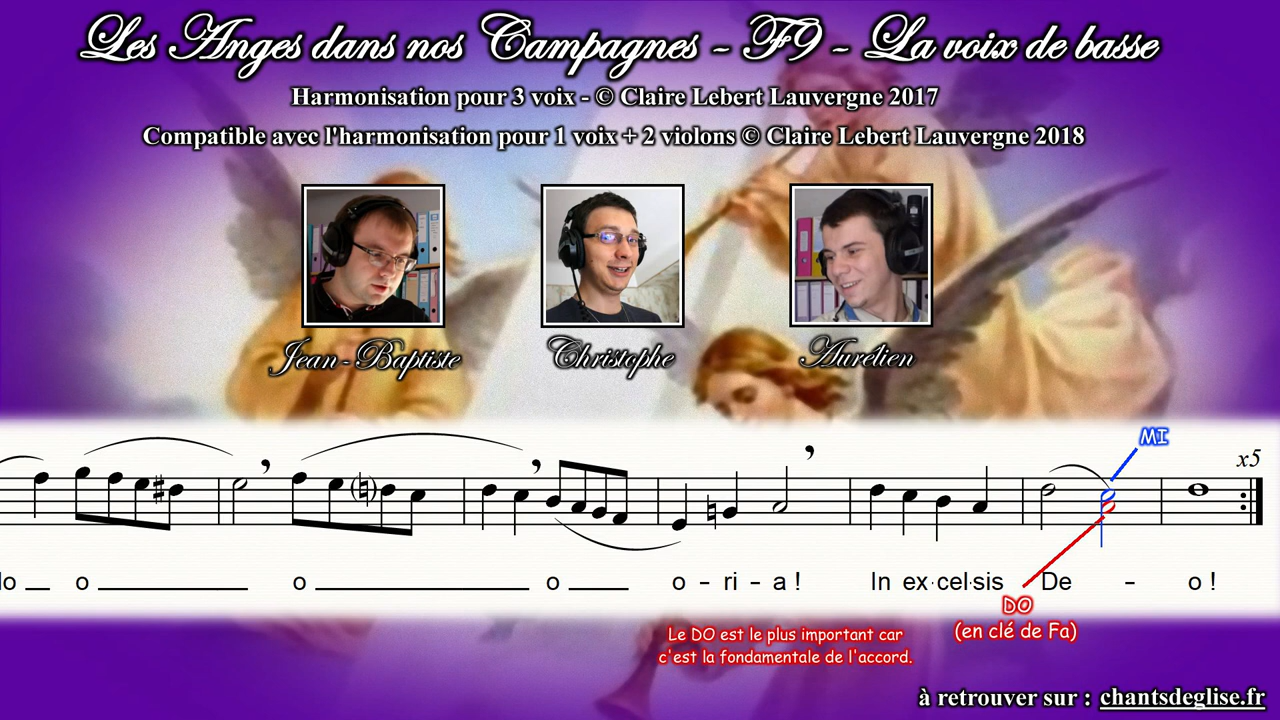 Les Anges dans nos Campagnes - F9 - La voix de basse
Harmonisation pour 3 voix - © Claire Lebert Lauvergne 2017
Compatible avec l'harmonisation pour 1 voix + 2 violons © Claire Lebert Lauvergne 2018
Jean-Baptiste Christophe Aurélien
MI
x5
lo o o o o - ri - a ! In ex·cel·sis De - o !
DO
(en clé de Fa)
Le DO est le plus important car
c'est la fondamentale de l'accord.
à retrouver sur : chantsdeglise.fr